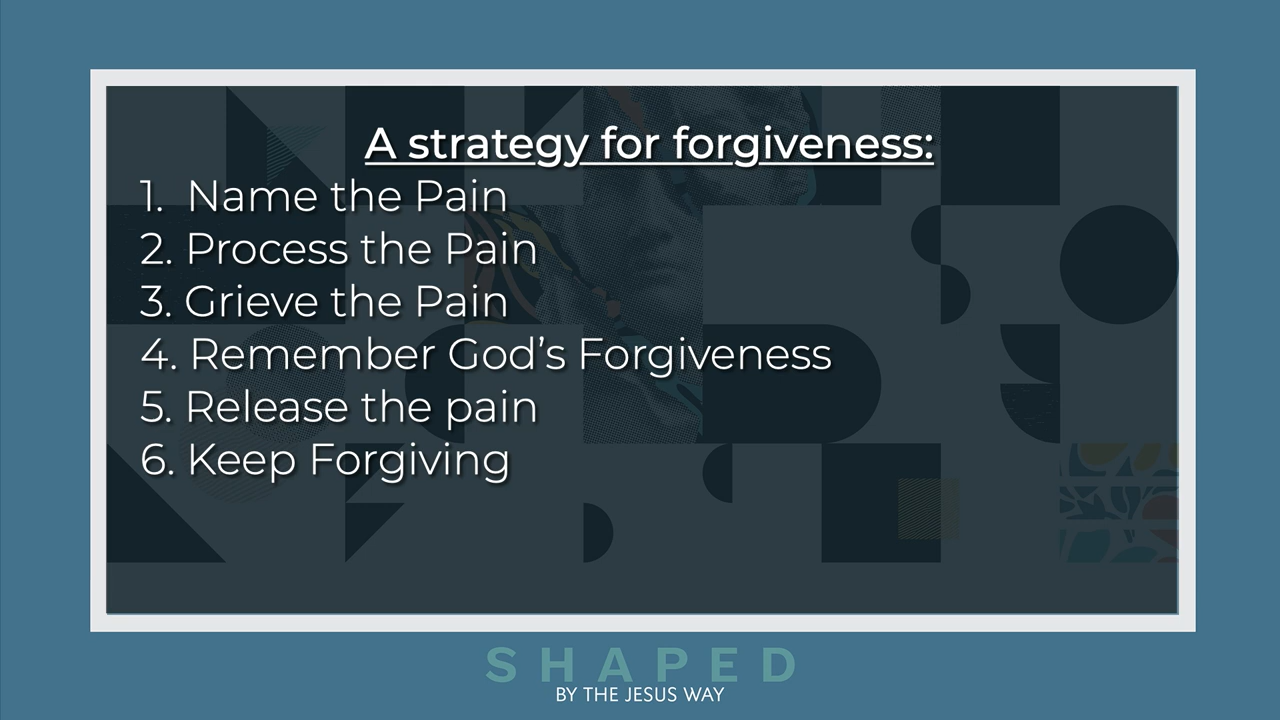 A strategy for forgiveness:
1. Name the Pain
2. Process the Pain
3. Grieve the Pain
4. Remember God’s Forgiveness
5. Release the pain
6. Keep Forgiving
SHAPED
BY THE JESUS WAY